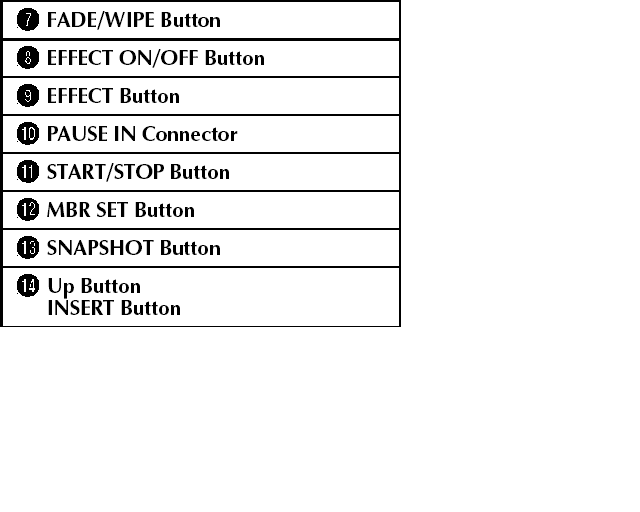 7 FADE/WIPE Button
8 EFFECT ON/OFF Button
9 EFFECT Button
10 PAUSE IN Connector
11 START/STOP Button
12 MBR SET Button
13 SNAPSHOT Button
14 Up Button
INSERT Button